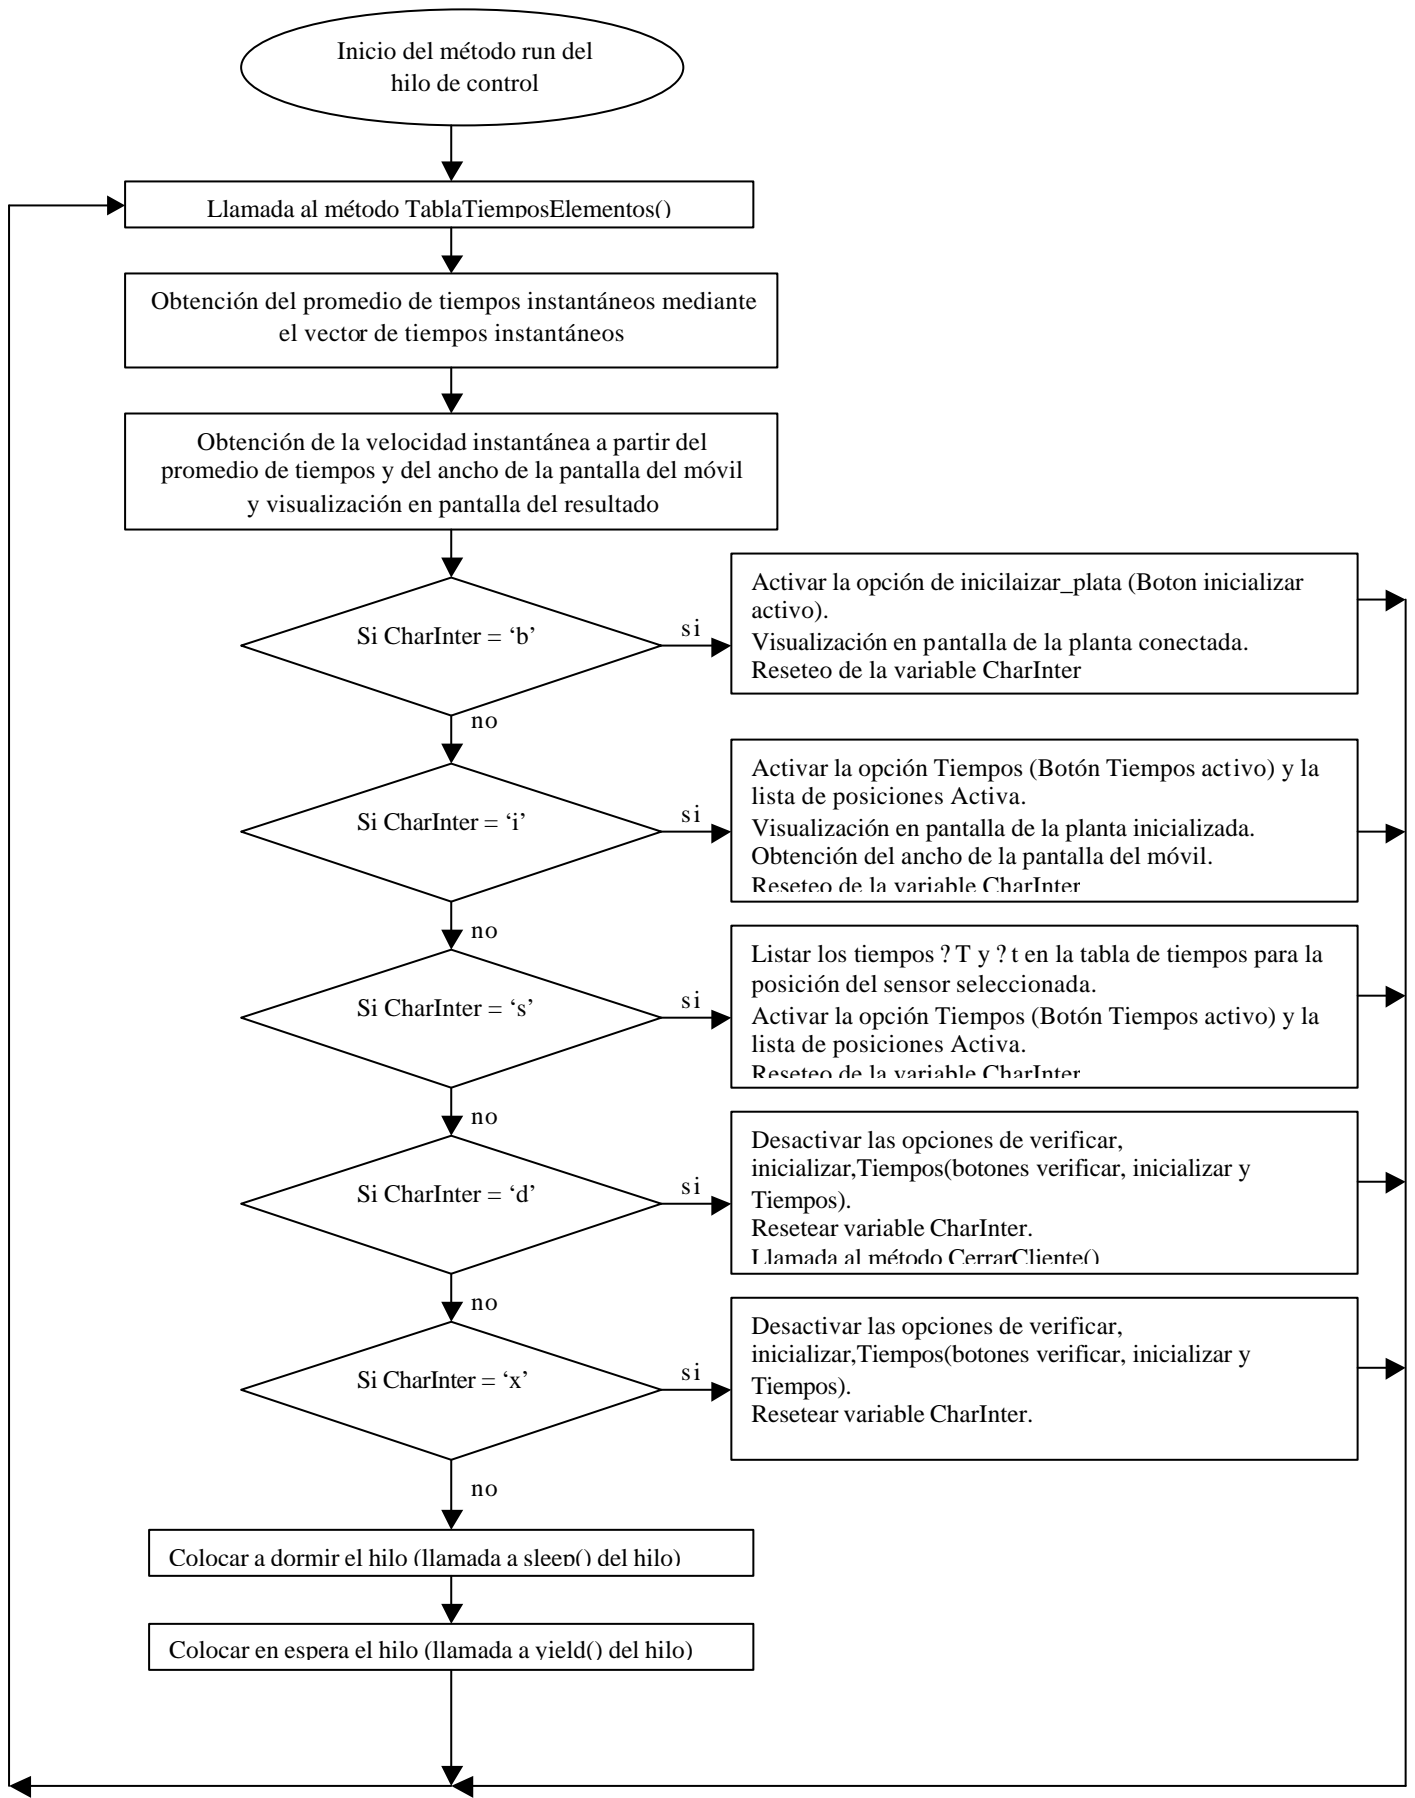 Inicio del método run del
hilo de control
Llamada al método TablaTiemposElementos()
Obtención del promedio de tiempos instantáneos mediante
el vector de tiempos instantáneos
Obtención de la velocidad instantánea a partir del
promedio de tiempos y del ancho de la pantalla del móvil
y visualización en pantalla del resultado
Si CharInter = ‘b’
si
Activar la opción de inicilaizar_plata (Boton inicializar
activo).
Visualización en pantalla de la planta conectada.
Reseteo de la variable CharInter
no
Si CharInter = ‘i’
si
Activar la opción Tiempos (Botón Tiempos activo) y la
lista de posiciones Activa.
Visualización en pantalla de la planta inicializada.
Obtención del ancho de la pantalla del móvil.
Reseteo de la variable CharInter
no
Si CharInter = ‘s’
si
Listar los tiempos ?T y ?t en la tabla de tiempos para la
posición del sensor seleccionada.
Activar la opción Tiempos (Botón Tiempos activo) y la
lista de posiciones Activa.
Reseteo de la variable CharInter
no
Si CharInter = ‘d’
si
Desactivar las opciones de verificar,
inicializar,Tiempos(botones verificar, inicializar y
Tiempos).
Resetear variable CharInter.
Llamada al método CerrarCliente()
no
Si CharInter = ‘x’
si
Desactivar las opciones de verificar,
inicializar,Tiempos(botones verificar, inicializar y
Tiempos).
Resetear variable CharInter.
no
Colocar a dormir el hilo (llamada a sleep() del hilo)
Colocar en espera el hilo (llamada a yield() del hilo)